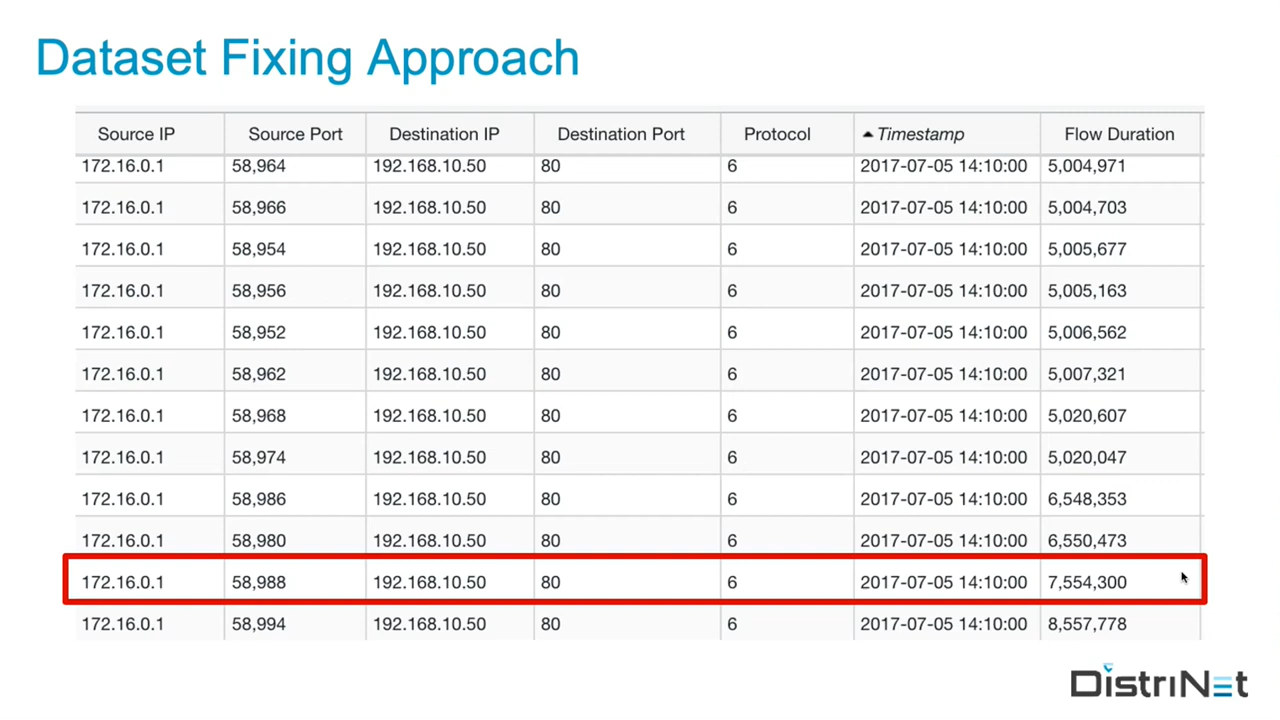 Dataset Fixing Approach
Source IP Source Port Destination IP Destination Port Protocol Timestamp Flow Duration
172.16.0.1 58,964 192.168.10.50 80 6 2017-07-05 14:10:00 5,004,971
172.16.0.1 58,966 192.168.10.50 80 6 2017-07-05 14:10:00 5,004,703
172.16.0.1 58,954 192.168.10.50 80 6 2017-07-05 14:10:00 5,005,677
172.16.0.1 58,956 192.168.10.50 80 6 2017-07-05 14:10:00 5,005,163
172.16.0.1 58,952 192.168.10.50 80 6 2017-07-05 14:10:00 5,006,562
172.16.0.1 58,962 192.168.10.50 80 6 2017-07-05 14:10:00 5,007,321
172.16.0.1 58,968 192.168.10.50 80 6 2017-07-05 14:10:00 5,020,607
172.16.0.1 58,974 192.168.10.50 80 6 2017-07-05 14:10:00 5,020,047
172.16.0.1 58,986 192.168.10.50 80 6 2017-07-05 14:10:00 6,548,353
172.16.0.1 58,980 192.168.10.50 80 6 2017-07-05 14:10:00 6,550,473
172.16.0.1 58,988 192.168.10.50 80 6 2017-07-05 14:10:00 7,554,300
172.16.0.1 58,994 192.168.10.50 80 6 2017-07-05 14:10:00 8,557,778
DistriNet